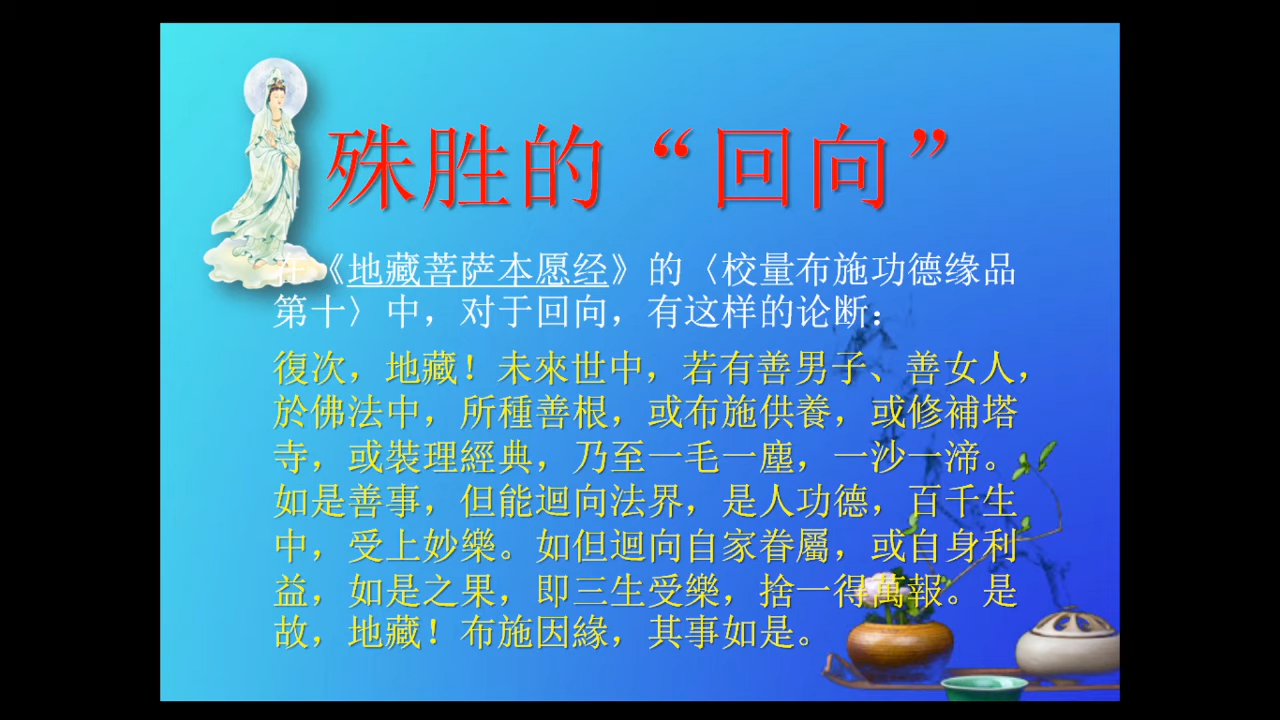 殊胜的“回向”
在《地藏菩萨本愿经》的〈校量布施功德缘品
第十〉中，对于回向，有这样的论断：
復次，地藏！未來世中，若有善男子、善女人，
於佛法中，所種善根，或布施供養，或修補塔
寺，或裝理經典，乃至一毛一塵，一沙一渧。
如是善事，但能迴向法界，是人功德，百千生
中，受上妙樂。如但迴向自家眷屬，或自身利
益，如是之果，即三生受樂，捨一得萬報。是
故，地藏！布施因緣，其事如是。